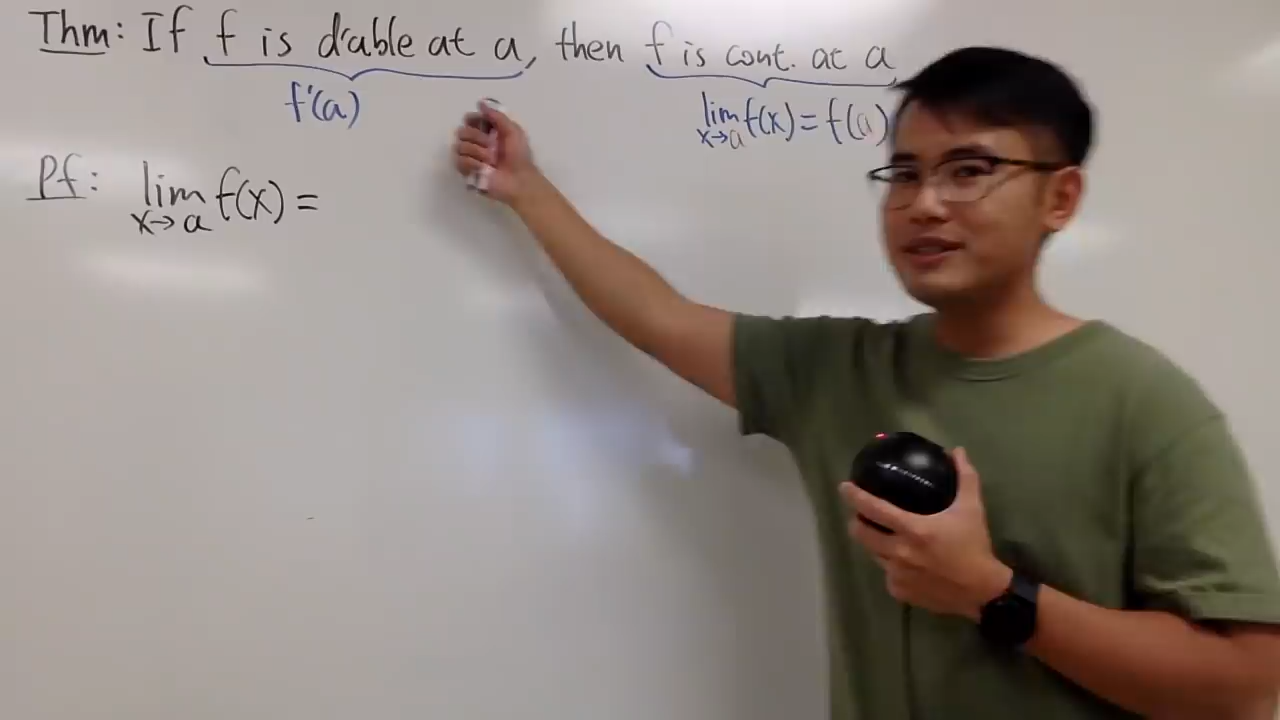 Thm: If f is d'able at a, then f is cont. at a
f'(a)
lim f(x) = f(a)
x→a
Pf: lim f(x) =
x→a